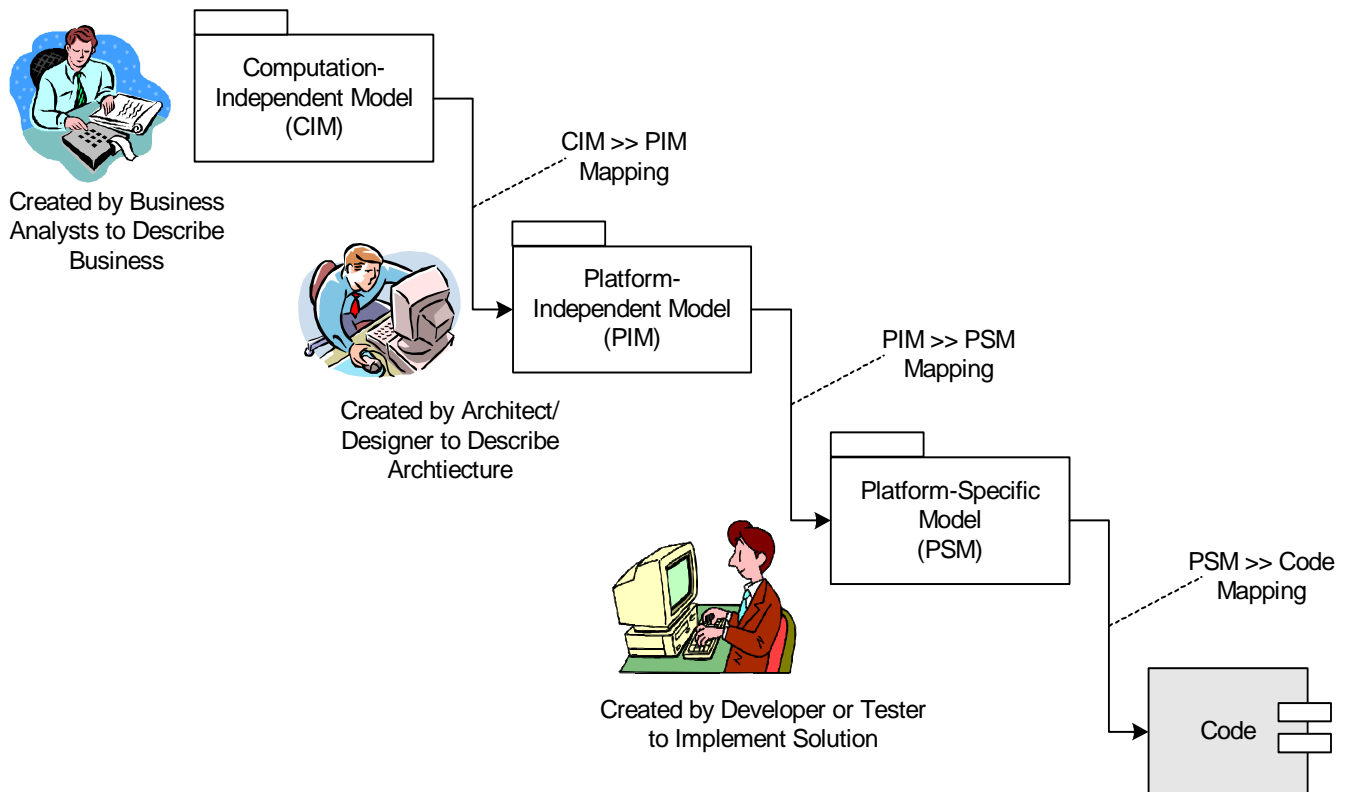 Computation-
Independent Model
(CIM)
CIM >> PIM
Mapping
Created by Business
Analysts to Describe
Business
Platform-
Independent Model
(PIM)
PIM >> PSM
Mapping
Created by Architect/
Designer to Describe
Archtiecture
Platform-Specific
Model
(PSM)
PSM >> Code
Mapping
Created by Developer or Tester
to Implement Solution
Code